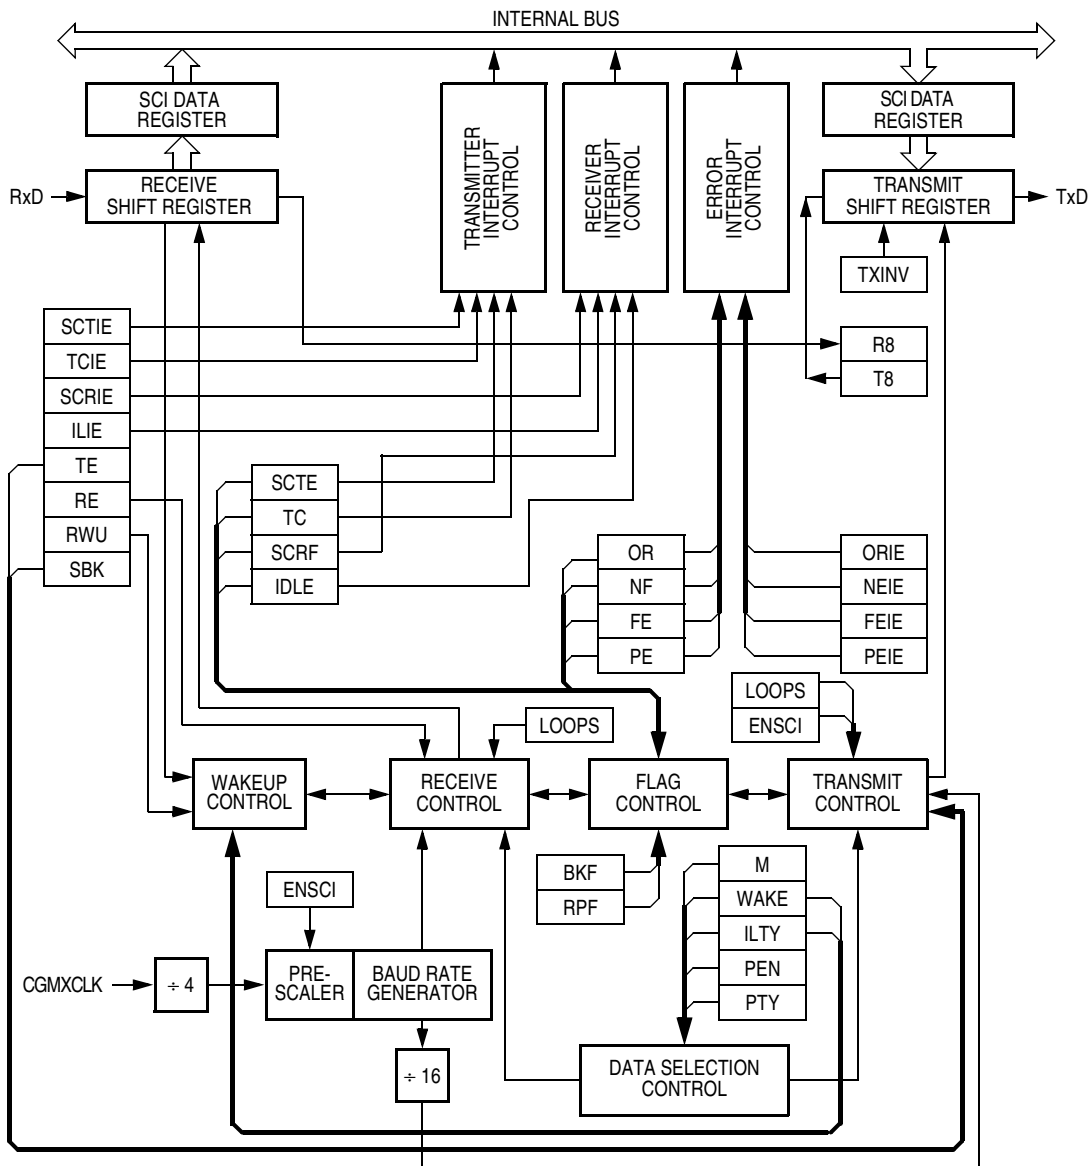 INTERNAL BUS
SCI DATA
REGISTER
SCI DATA
REGISTER
TRANSMITTER
INTERRUPT
CONTROL
RECEIVER
INTERRUPT
CONTROL
ERROR
INTERRUPT
CONTROL
RxD
RECEIVE
SHIFT REGISTER
TRANSMIT
SHIFT REGISTER
TxD
TXINV
SCTIE
TCIE
SCRIE
ILIE
TE
RE
RWU
SBK
R8
T8
SCTE
TC
SCRF
IDLE
OR
NF
FE
PE
ORIE
NEIE
FEIE
PEIE
LOOPS
LOOPS
ENSCI
WAKEUP
CONTROL
RECEIVE
CONTROL
FLAG
CONTROL
TRANSMIT
CONTROL
BKF
RPF
M
WAKE
ILTY
PEN
PTY
ENSCI
CGMXCLK
÷ 4
PRE-
SCALER
BAUD RATE
GENERATOR
÷ 16
DATA SELECTION
CONTROL